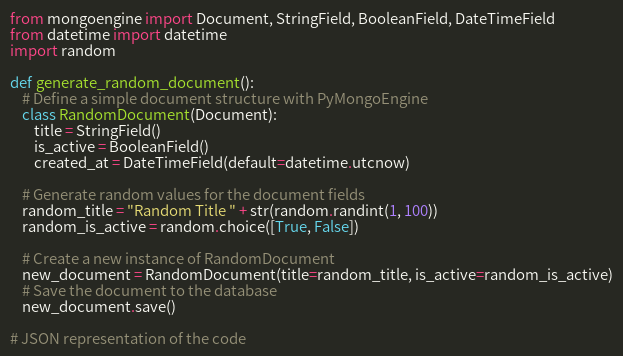 from mongoengine import Document, StringField, BooleanField, DateTimeField
from datetime import datetime
import random

def generate_random_document():
    # Define a simple document structure with PyMongoEngine
    class RandomDocument(Document):
        title = StringField()
        is_active = BooleanField()
        created_at = DateTimeField(default=datetime.utcnow)

    # Generate random values for the document fields
    random_title = "Random Title " + str(random.randint(1, 100))
    random_is_active = random.choice([True, False])

    # Create a new instance of RandomDocument
    new_document = RandomDocument(title=random_title, is_active=random_is_active)
    # Save the document to the database
    new_document.save()

# JSON representation of the code